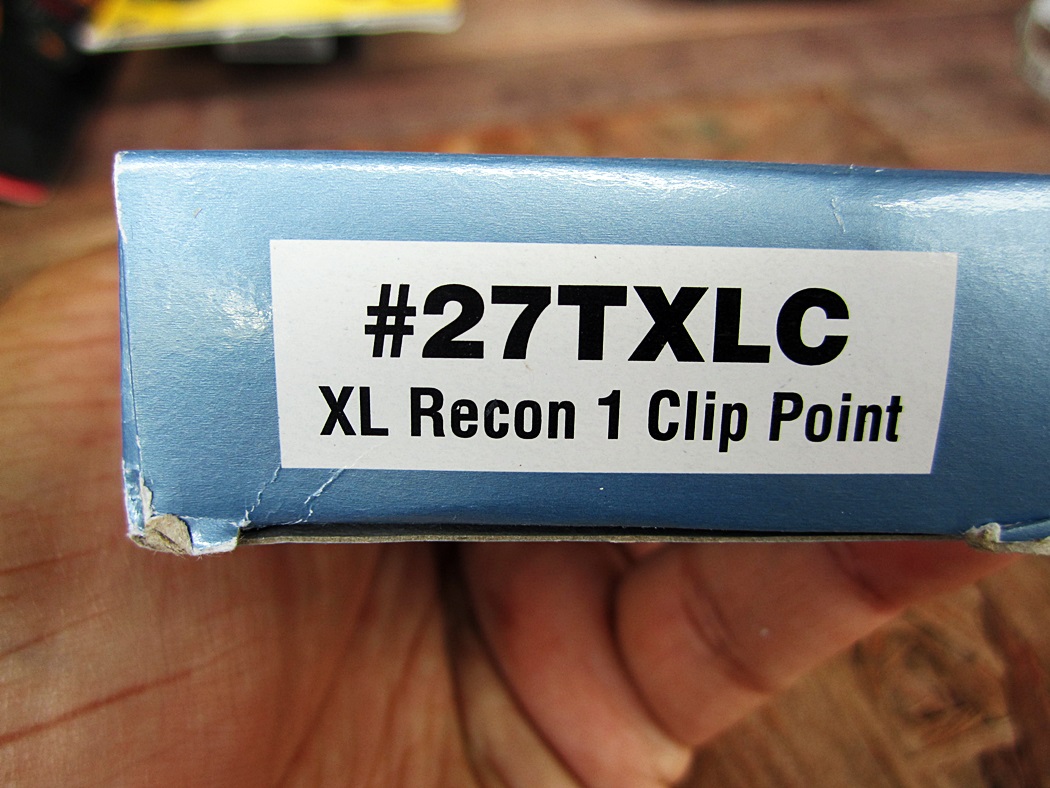 #27TXLC
XL Recon 1 Clip Point